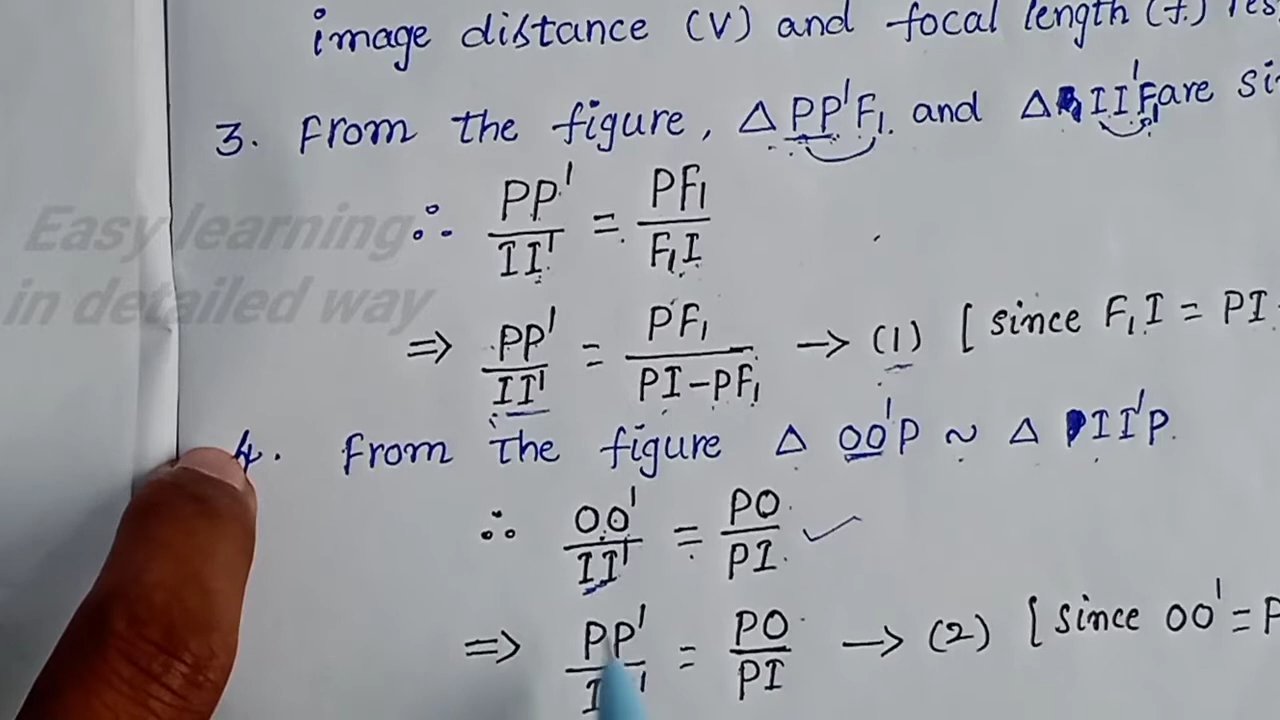 image distance (V) and focal length (f)
3. From the figure, △ PP'F₁ and △ II'F₁ are
∴ PP'/II' = PF₁/F₁I
Easy learning
in detailed way
⇒ PP'/II' = PF₁/PI-PF₁ → (1) [ since F₁I = PI
4. From the figure △ OO'P ~ △ II'P
∴ OO'/II' = PO/PI ✓
⇒ PP'/II' = PO/PI → (2) [ since OO' = P